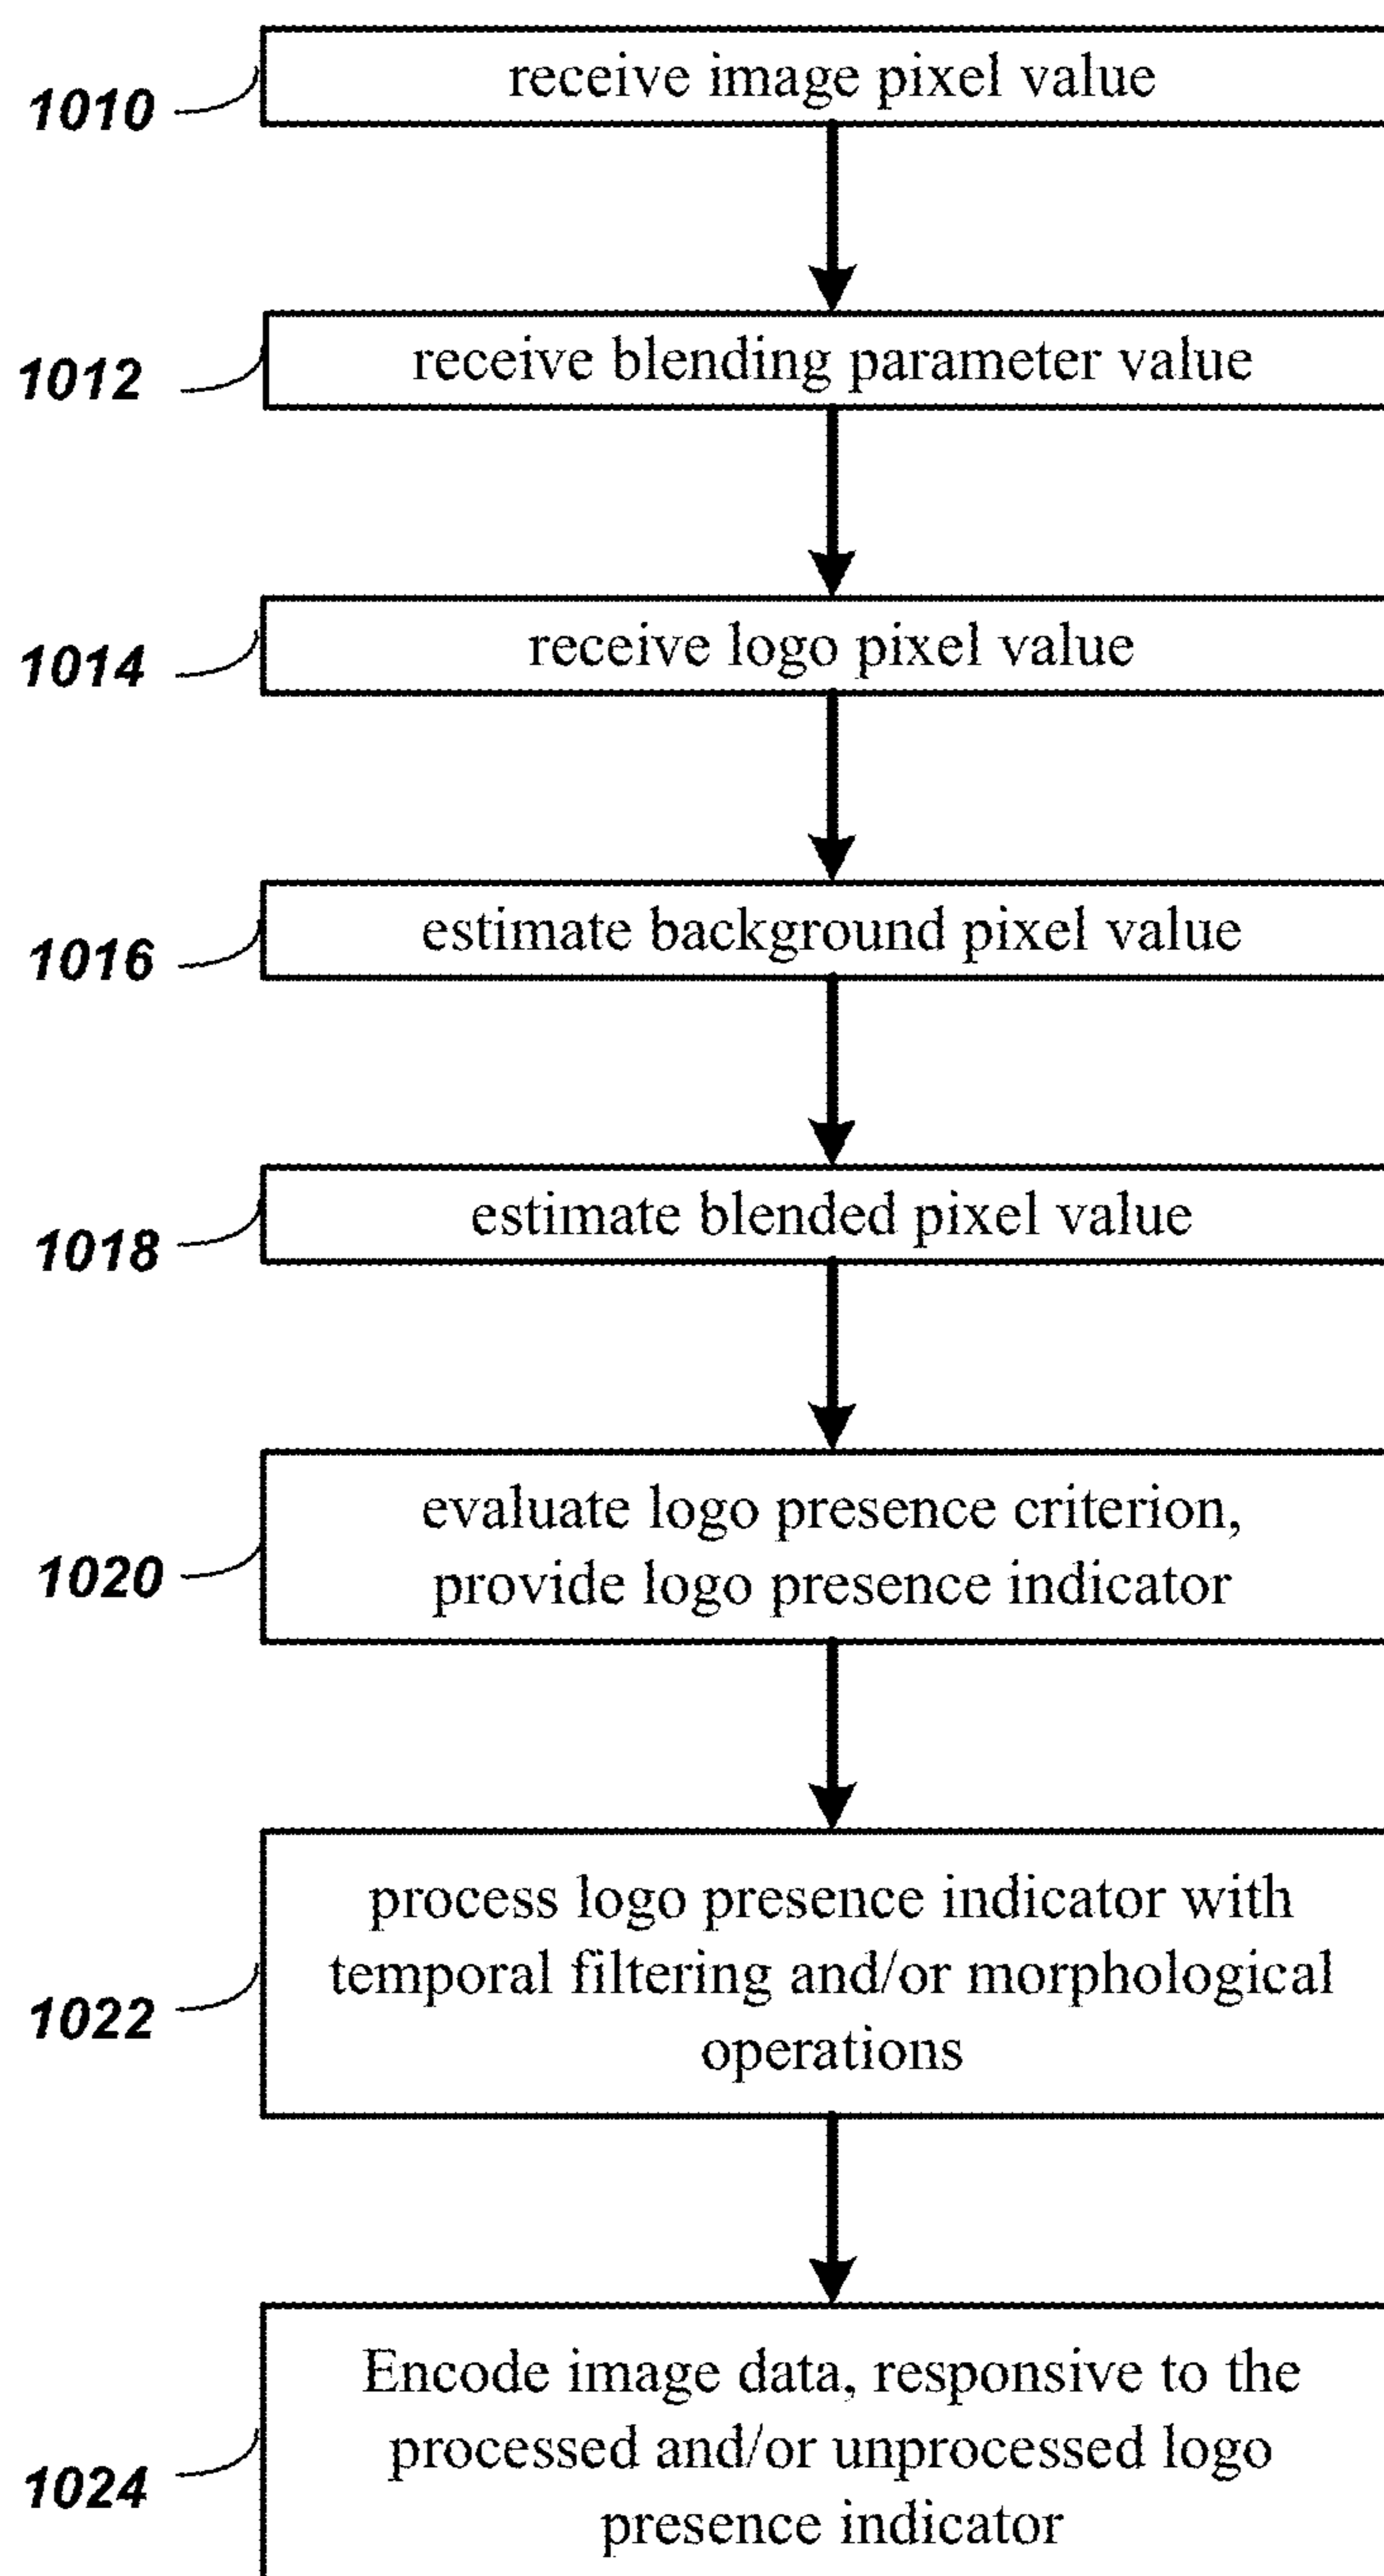 1010
receive image pixel value
1012
receive blending parameter value
1014
receive logo pixel value
1016
estimate background pixel value
1018
estimate blended pixel value
1020
evaluate logo presence criterion,
provide logo presence indicator
1022
process logo presence indicator with
temporal filtering and/or morphological
operations
1024
Encode image data, responsive to the
processed and/or unprocessed logo
presence indicator